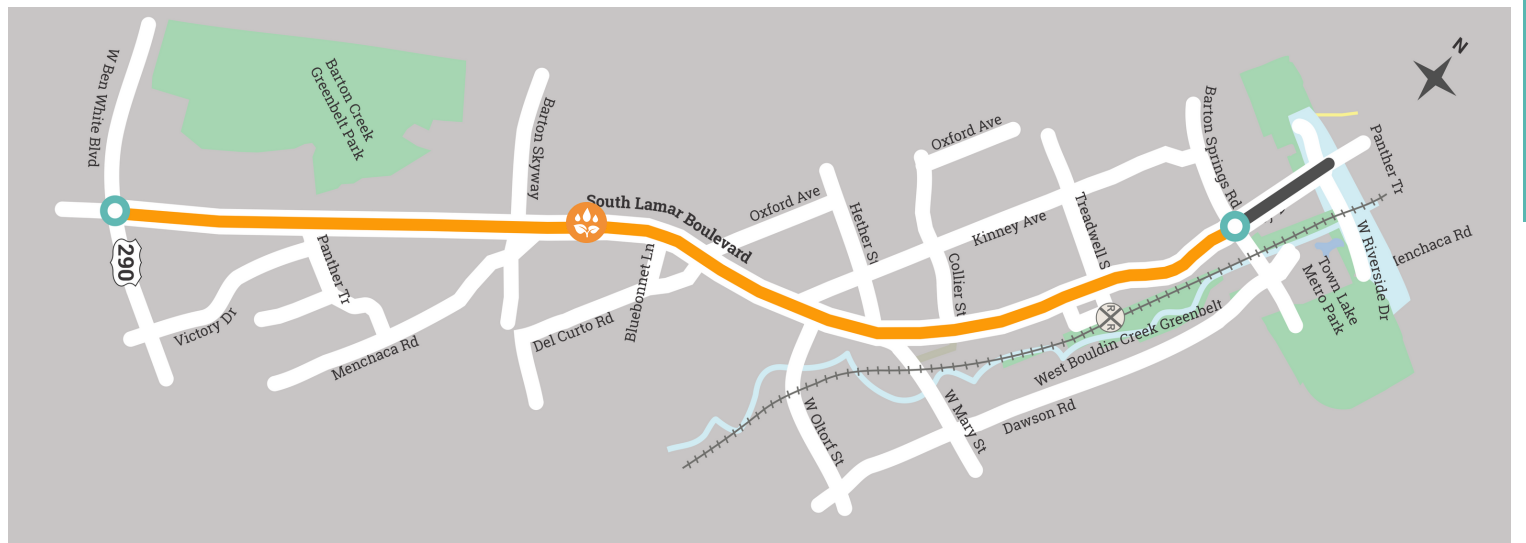 N
W Ben White Blvd
Barton Creek
Greenbelt Park
Barton Skyway
South Lamar Boulevard
Oxford Ave
Oxford Ave
Hether St
Kinney Ave
Collier St
Treadwell S
Barton Springs Rd
Panther Tr
290
Panther Tr
Victory Dr
Menchaca Rd
Del Curto Rd
Bluebonnet Ln
W Oltorf St
W Mary St
Dawson Rd
West Bouldin Creek Greenbelt
R R
R
Town Lake
Metro Park
W Riverside Dr
lenchaca Rd